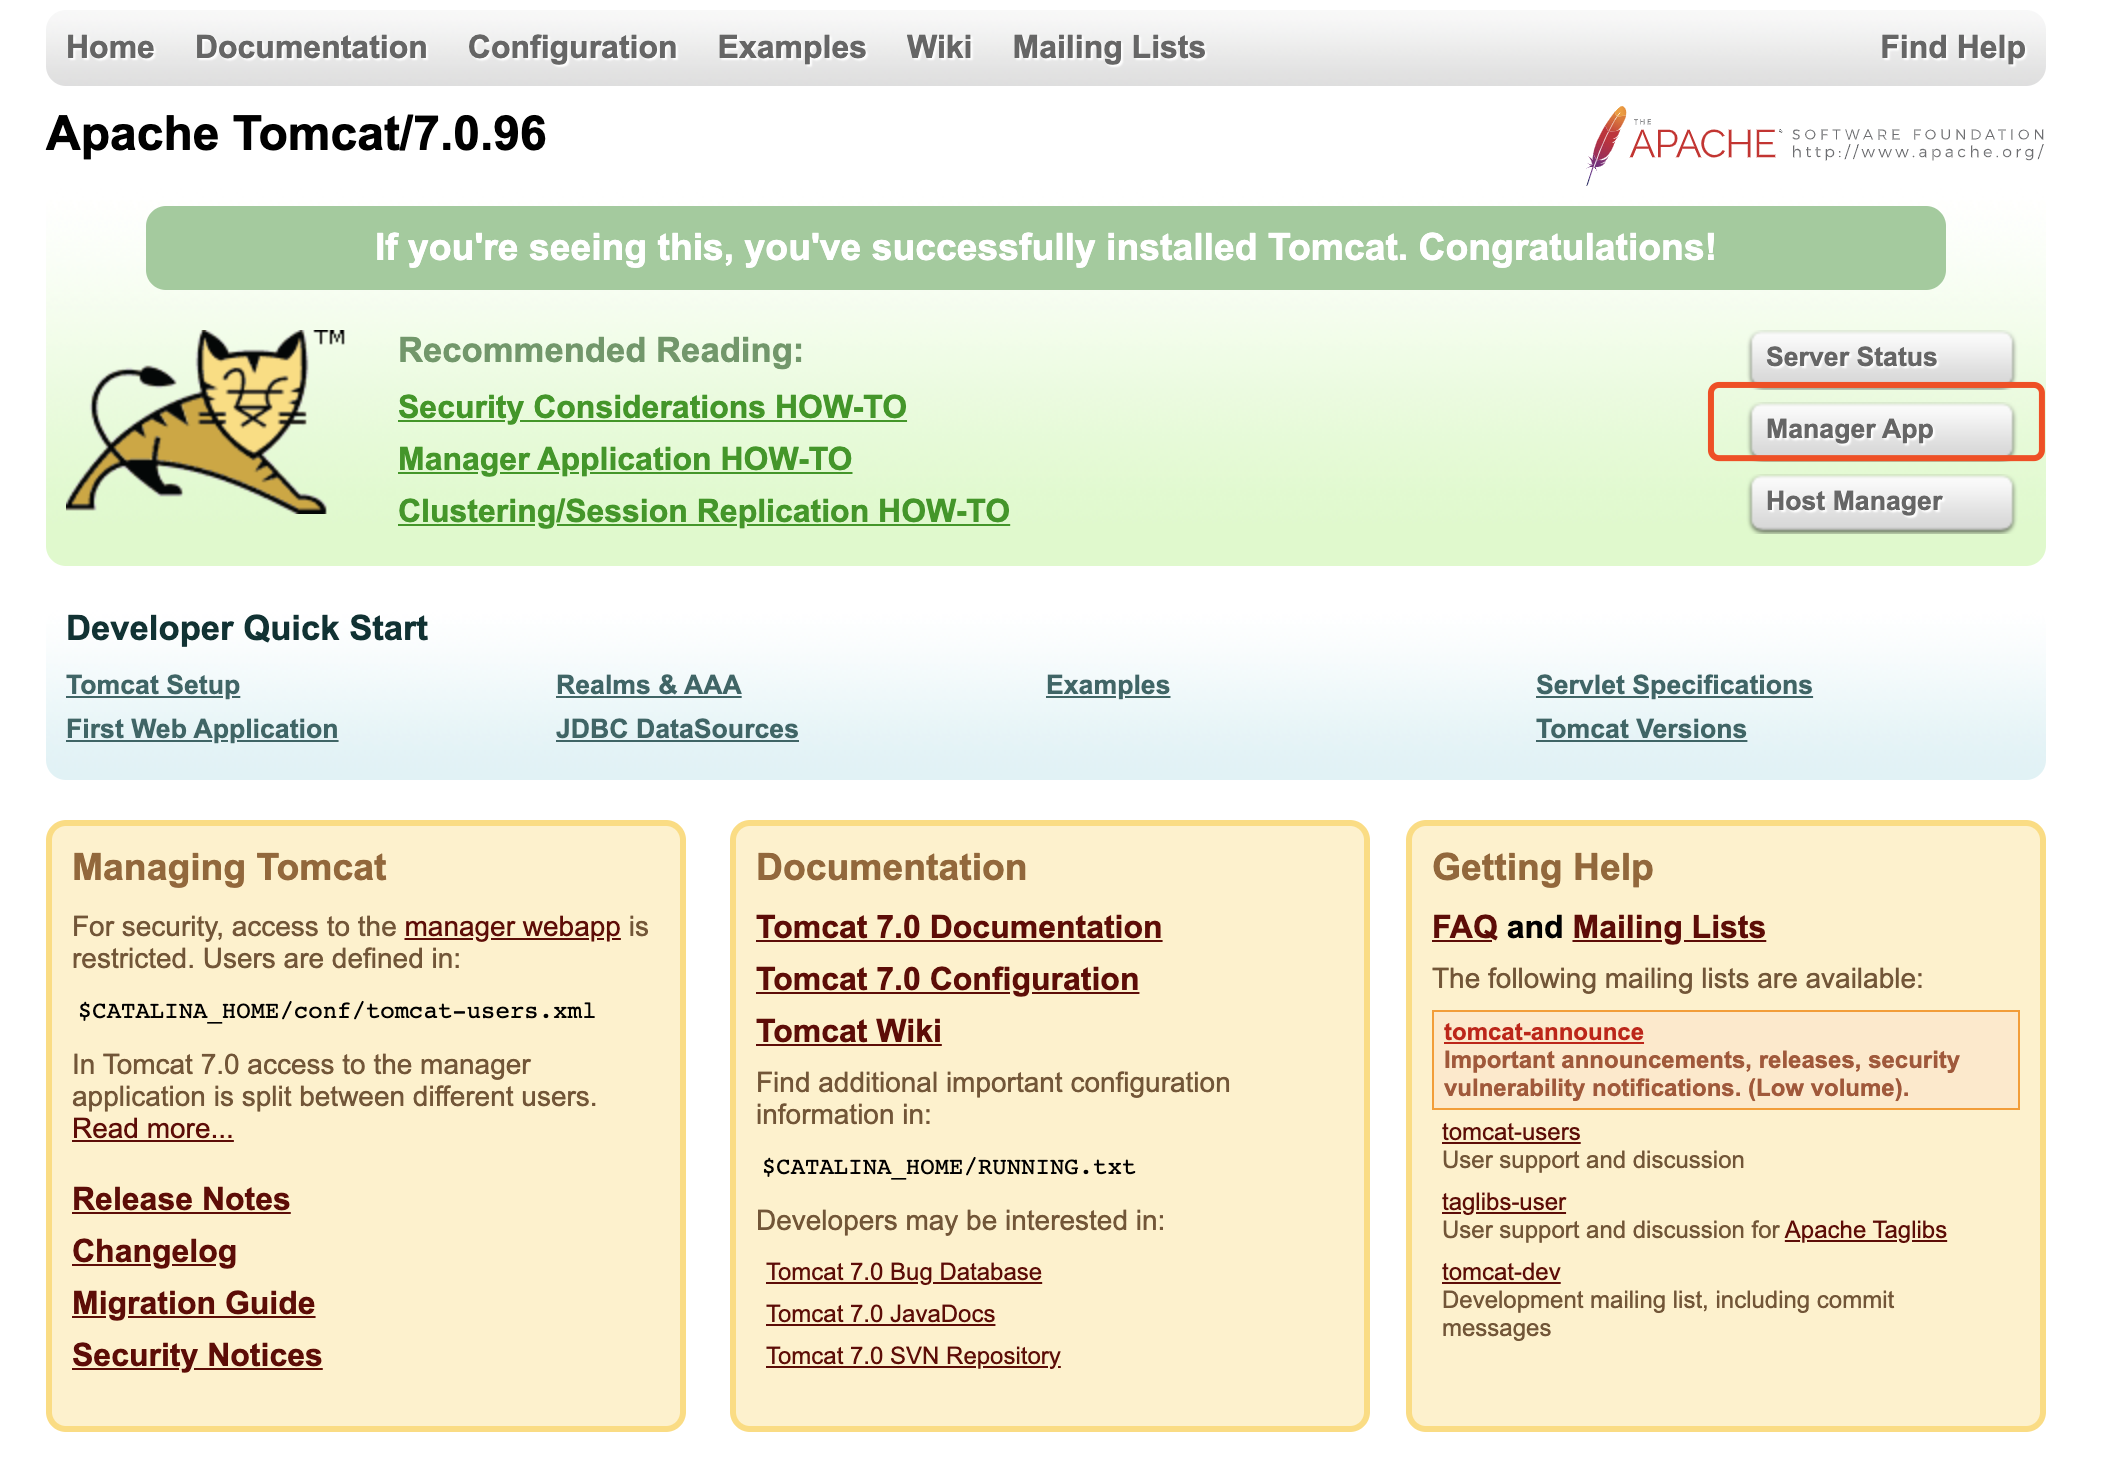 Home Documentation Configuration Examples Wiki Mailing Lists Find Help
Apache Tomcat/7.0.96
THE
APACHE® SOFTWARE FOUNDATION
http://www.apache.org/
If you're seeing this, you've successfully installed Tomcat. Congratulations!
TM
Recommended Reading:
Security Considerations HOW-TO
Manager Application HOW-TO
Clustering/Session Replication HOW-TO
Server Status
Manager App
Host Manager
Developer Quick Start
Tomcat Setup
First Web Application
Realms & AAA
JDBC DataSources
Examples
Servlet Specifications
Tomcat Versions
Managing Tomcat
For security, access to the manager webapp is
restricted. Users are defined in:
$CATALINA_HOME/conf/tomcat-users.xml
In Tomcat 7.0 access to the manager
application is split between different users.
Read more...
Release Notes
Changelog
Migration Guide
Security Notices
Documentation
Tomcat 7.0 Documentation
Tomcat 7.0 Configuration
Tomcat Wiki
Find additional important configuration
information in:
$CATALINA_HOME/RUNNING.txt
Developers may be interested in:
Tomcat 7.0 Bug Database
Tomcat 7.0 JavaDocs
Tomcat 7.0 SVN Repository
Getting Help
FAQ and Mailing Lists
The following mailing lists are available:
tomcat-announce
Important announcements, releases, security
vulnerability notifications. (Low volume).
tomcat-users
User support and discussion
taglibs-user
User support and discussion for Apache Taglibs
tomcat-dev
Development mailing list, including commit
messages